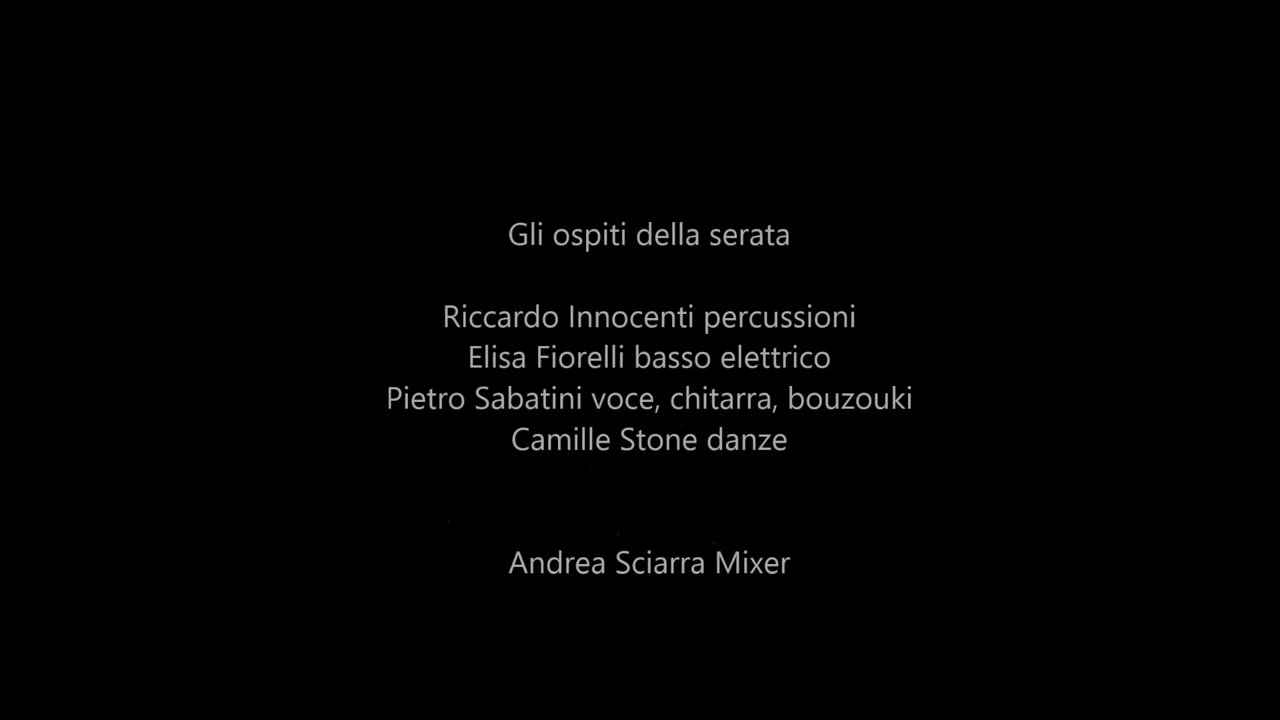 Gli ospiti della serata
Riccardo Innocenti percussioni
Elisa Fiorelli basso elettrico
Pietro Sabatini voce, chitarra, bouzouki
Camille Stone danze
Andrea Sciarra Mixer